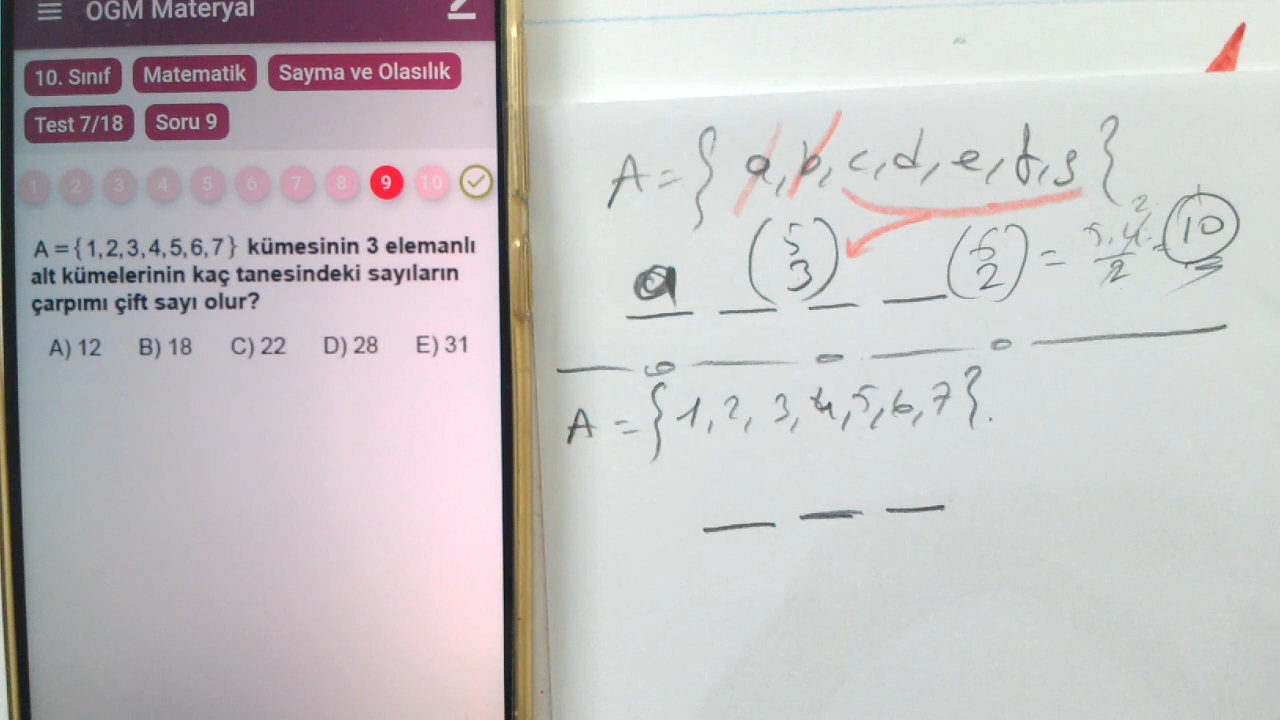 OGM Materyal
10. Sınıf Matematik Sayma ve Olasılık
Test 7/18 Soru 9
1 2 3 4 5 6 7 8 9 10
A = {1,2,3,4,5,6,7} kümesinin 3 elemanlı
alt kümelerinin kaç tanesindeki sayıların
çarpımı çift sayı olur?
A) 12 B) 18 C) 22 D) 28 E) 31
A = { a, b, c, d, e, f, g }
a (5 3) (5 2) = 5.4 2 / 2 = 10
A = {1, 2, 3, 4, 5, 6, 7}.